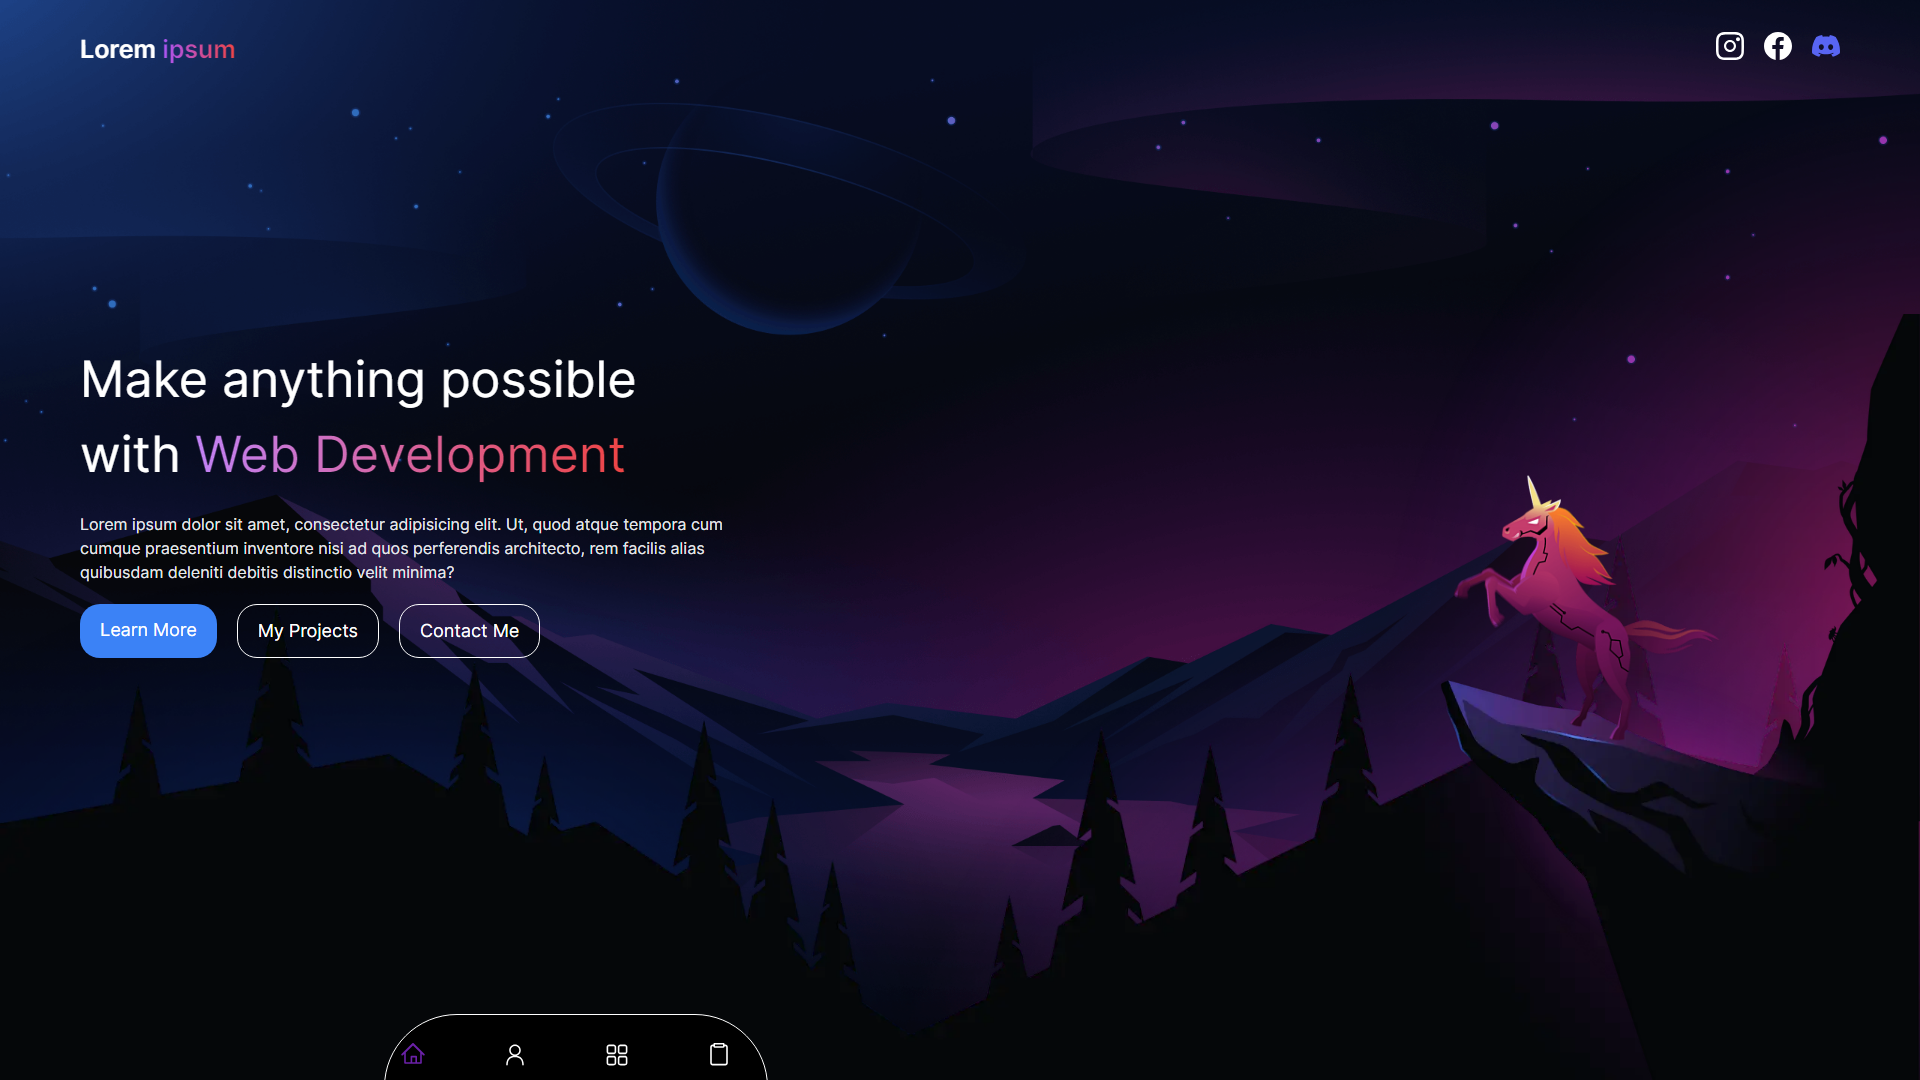 Lorem ipsum
Make anything possible
with Web Development
Lorem ipsum dolor sit amet, consectetur adipisicing elit. Ut, quod atque tempora cum
cumque praesentium inventore nisi ad quos perferendis architecto, rem facilis alias
quibusdam deleniti debitis distinctio velit minima?
Learn More
My Projects
Contact Me